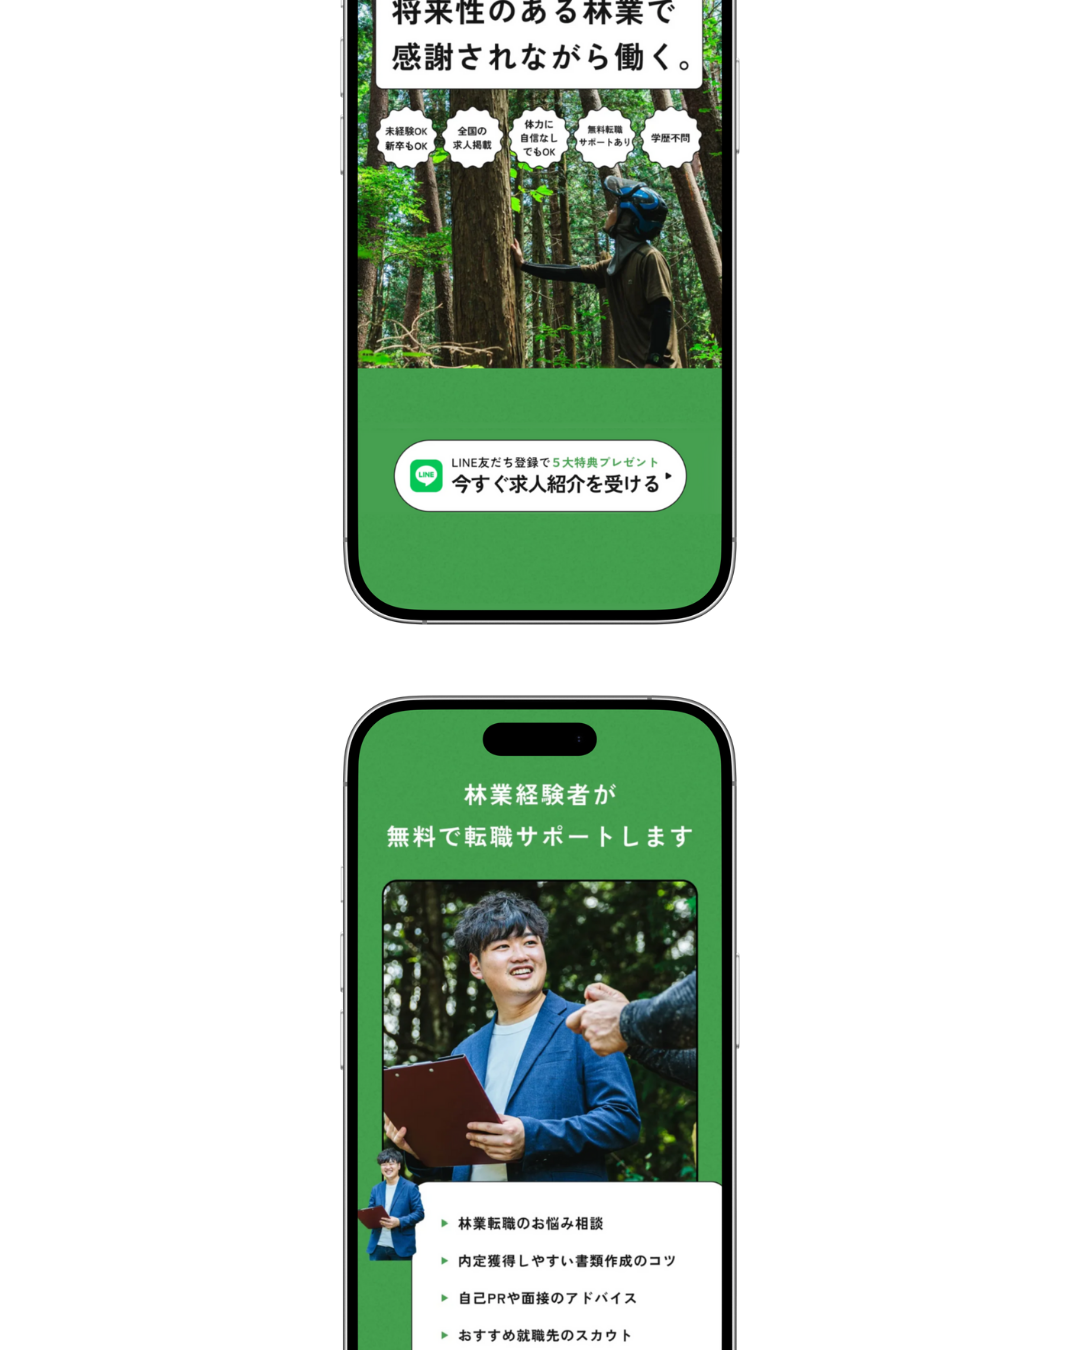 将来性のある林業で
感謝されながら働く。
未経験OK
新卒もOK
全国の
求人掲載
体力に
自信なし
でもOK
無料転職
サポートあり
学歴不問
LINE
LINE友だち登録で5大特典プレゼント
今すぐ求人紹介を受ける
林業経験者が
無料で転職サポートします
林業転職のお悩み相談
内定獲得しやすい書類作成のコツ
自己PRや面接のアドバイス
おすすめ就職先のスカウト